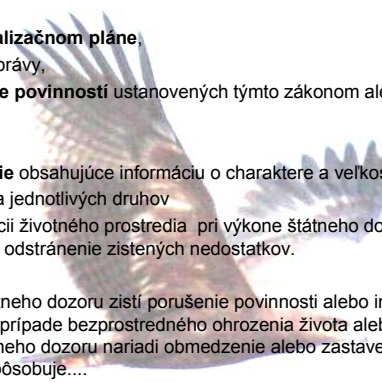 alizačnom pláne,
právy,
e povinností ustanovených týmto zákonom ale
ie obsahujúce informáciu o charaktere a veľkos
a jednotlivých druhov
cii životného prostredia pri výkone štátneho do
odstránenie zistených nedostatkov.
neho dozoru zistí porušenie povinnosti alebo i
prípade bezprostredného ohrozenia života aleb
neho dozoru nariadi obmedzenie alebo zastave
ôsobuje....